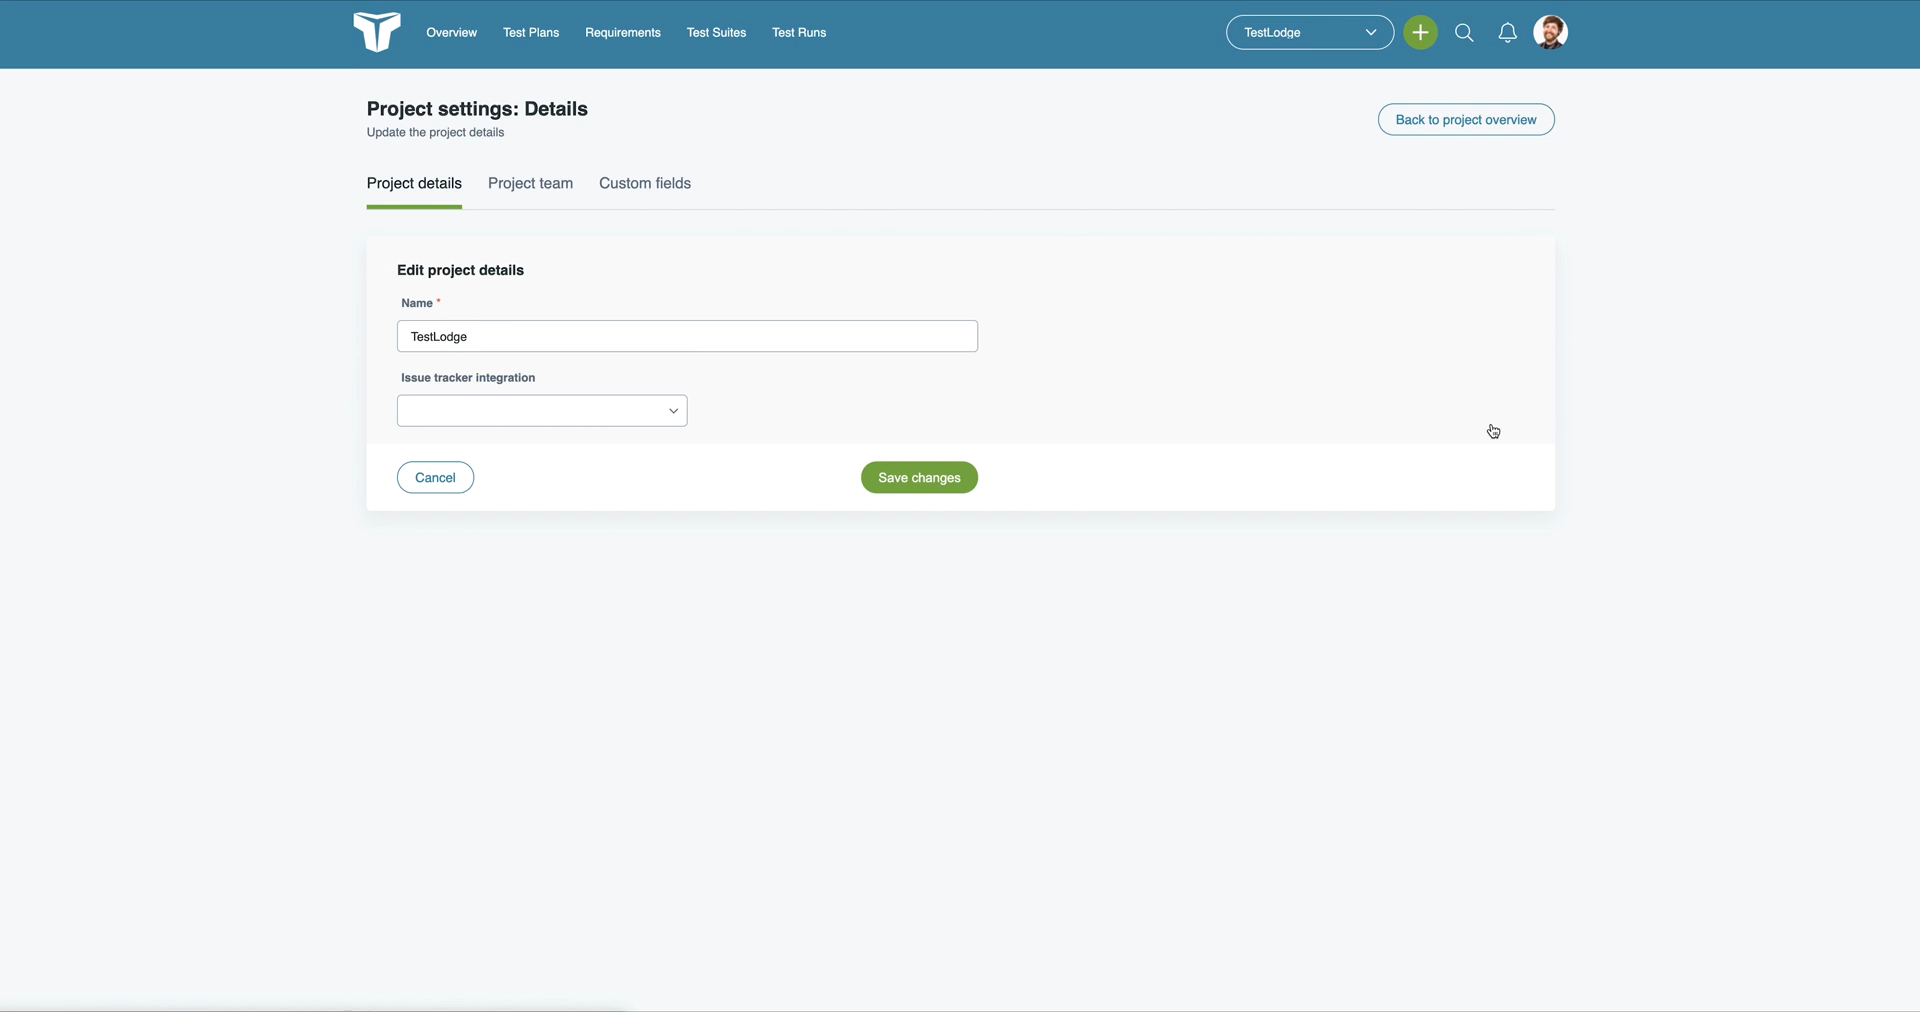 Overview Test Plans Requirements Test Suites Test Runs TestLodge
Project settings: Details
Update the project details
Back to project overview
Project details Project team Custom fields
Edit project details
Name *
TestLodge
Issue tracker integration
Cancel Save changes